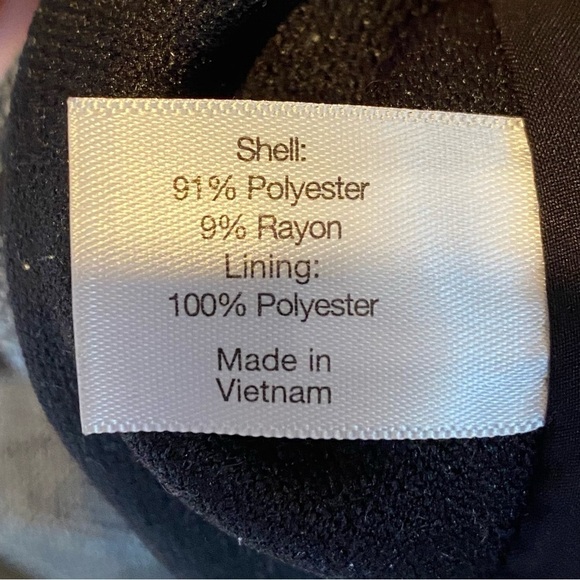 Shell:
91% Polyester
9% Rayon
Lining:
100% Polyester
Made in
Vietnam